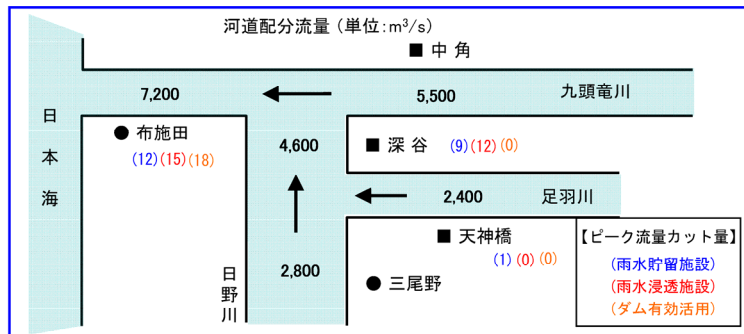 河道配分流量 (単位:m³/s)
■ 中 角
7,200
5,500
九頭竜川
日本海
● 布施田
(12)(15)(18)
4,600
■ 深 谷 (9)(12)(0)
2,400
足羽川
■ 天神橋
(1)(0)(0)
2,800
日野川
● 三尾野
【ピーク流量カット量】
(雨水貯留施設)
(雨水浸透施設)
(ダム有効活用)